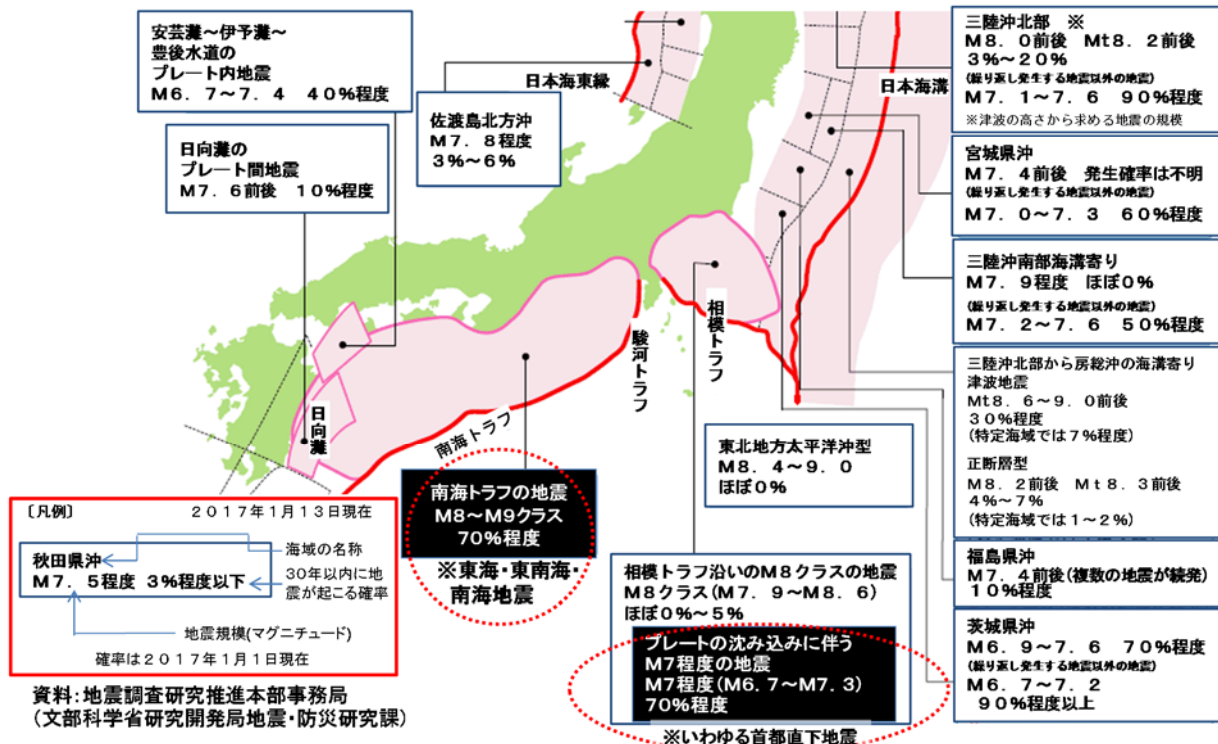 安芸灘～伊予灘～
豊後水道の
プレート内地震
M6.7～7.4 40%程度
日向灘の
プレート間地震
M7.6前後 10%程度
佐渡島北方沖
M7.8程度
3%～6%
日本海東縁
日本海溝
三陸沖北部 ※
M8.0前後 Mt8.2前後
3%～20%
(繰り返し発生する地震以外の地震)
M7.1～7.6 90%程度
※津波の高さから求める地震の規模
宮城県沖
M7.4前後 発生確率は不明
(繰り返し発生する地震以外の地震)
M7.0～7.3 60%程度
三陸沖南部海溝寄り
M7.9程度 ほぼ0%
(繰り返し発生する地震以外の地震)
M7.2～7.6 50%程度
三陸沖北部から房総沖の海溝寄り
津波地震
Mt8.6～9.0前後
30%程度
(特定海域では7%程度)
正断層型
M8.2前後 Mt8.3前後
4%～7%
(特定海域では1～2%)
福島県沖
M7.4前後(複数の地震が続発)
10%程度
茨城県沖
M6.9～7.6 70%程度
(繰り返し発生する地震以外の地震)
M6.7～7.2
90%程度以上
相模トラフ
駿河トラフ
南海トラフ
日向灘
東北地方太平洋沖型
M8.4～9.0
ほぼ0%
南海トラフの地震
M8～M9クラス
70%程度
※東海・東南海・
南海地震
相模トラフ沿いのM8クラスの地震
M8クラス(M7.9～M8.6)
ほぼ0%～5%
プレートの沈み込みに伴う
M7程度の地震
M7程度(M6.7～M7.3)
70%程度
※いわゆる首都直下地震
〔凡例〕 2017年1月13日現在
秋田県沖
M7.5程度 3%程度以下
海域の名称
30年以内に地
震が起こる確率
地震規模(マグニチュード)
確率は2017年1月1日現在
資料:地震調査研究推進本部事務局
(文部科学省研究開発局地震・防災研究課)